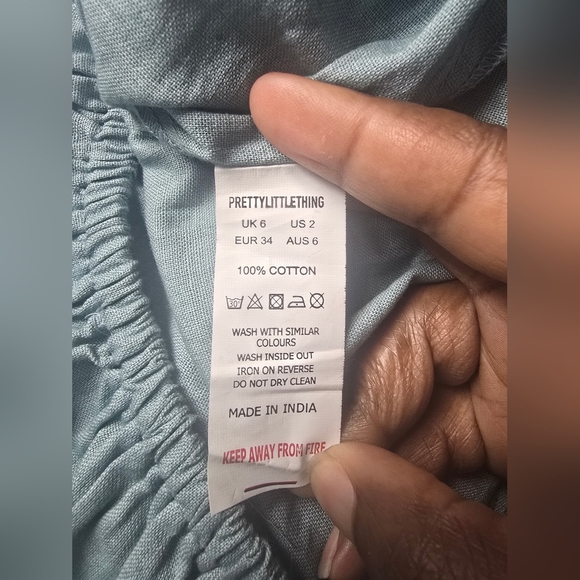 PRETTYLITTLETHING
UK 6 US 2
EUR 34 AUS 6
100% COTTON
WASH WITH SIMILAR
COLOURS
WASH INSIDE OUT
IRON ON REVERSE
DO NOT DRY CLEAN
MADE IN INDIA
KEEP AWAY FROM FIRE